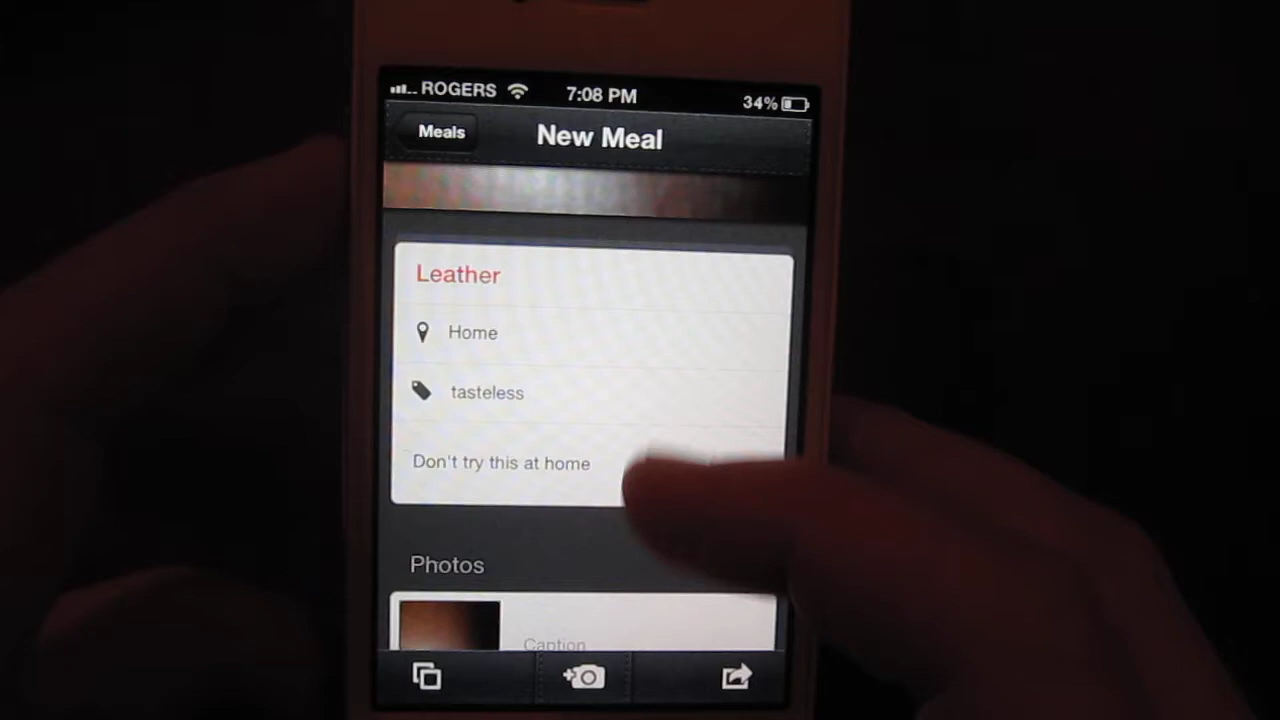 ROGERS 7:08 PM 34%
Meals New Meal
Leather
Home
tasteless
Don't try this at home
Photos
Caption